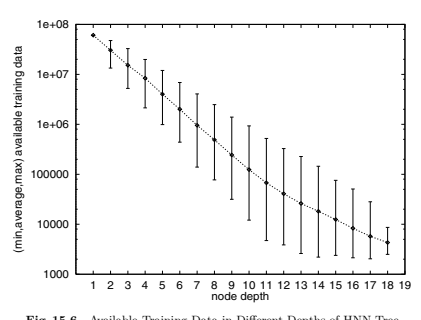 1e+08
1e+07
1e+06
100000
10000
1000
(min,average,max) available training data
1 2 3 4 5 6 7 8 9 10 11 12 13 14 15 16 17 18 19
node depth
Fig. 15.6. Available Training Data in Different Depths of HNN Tree